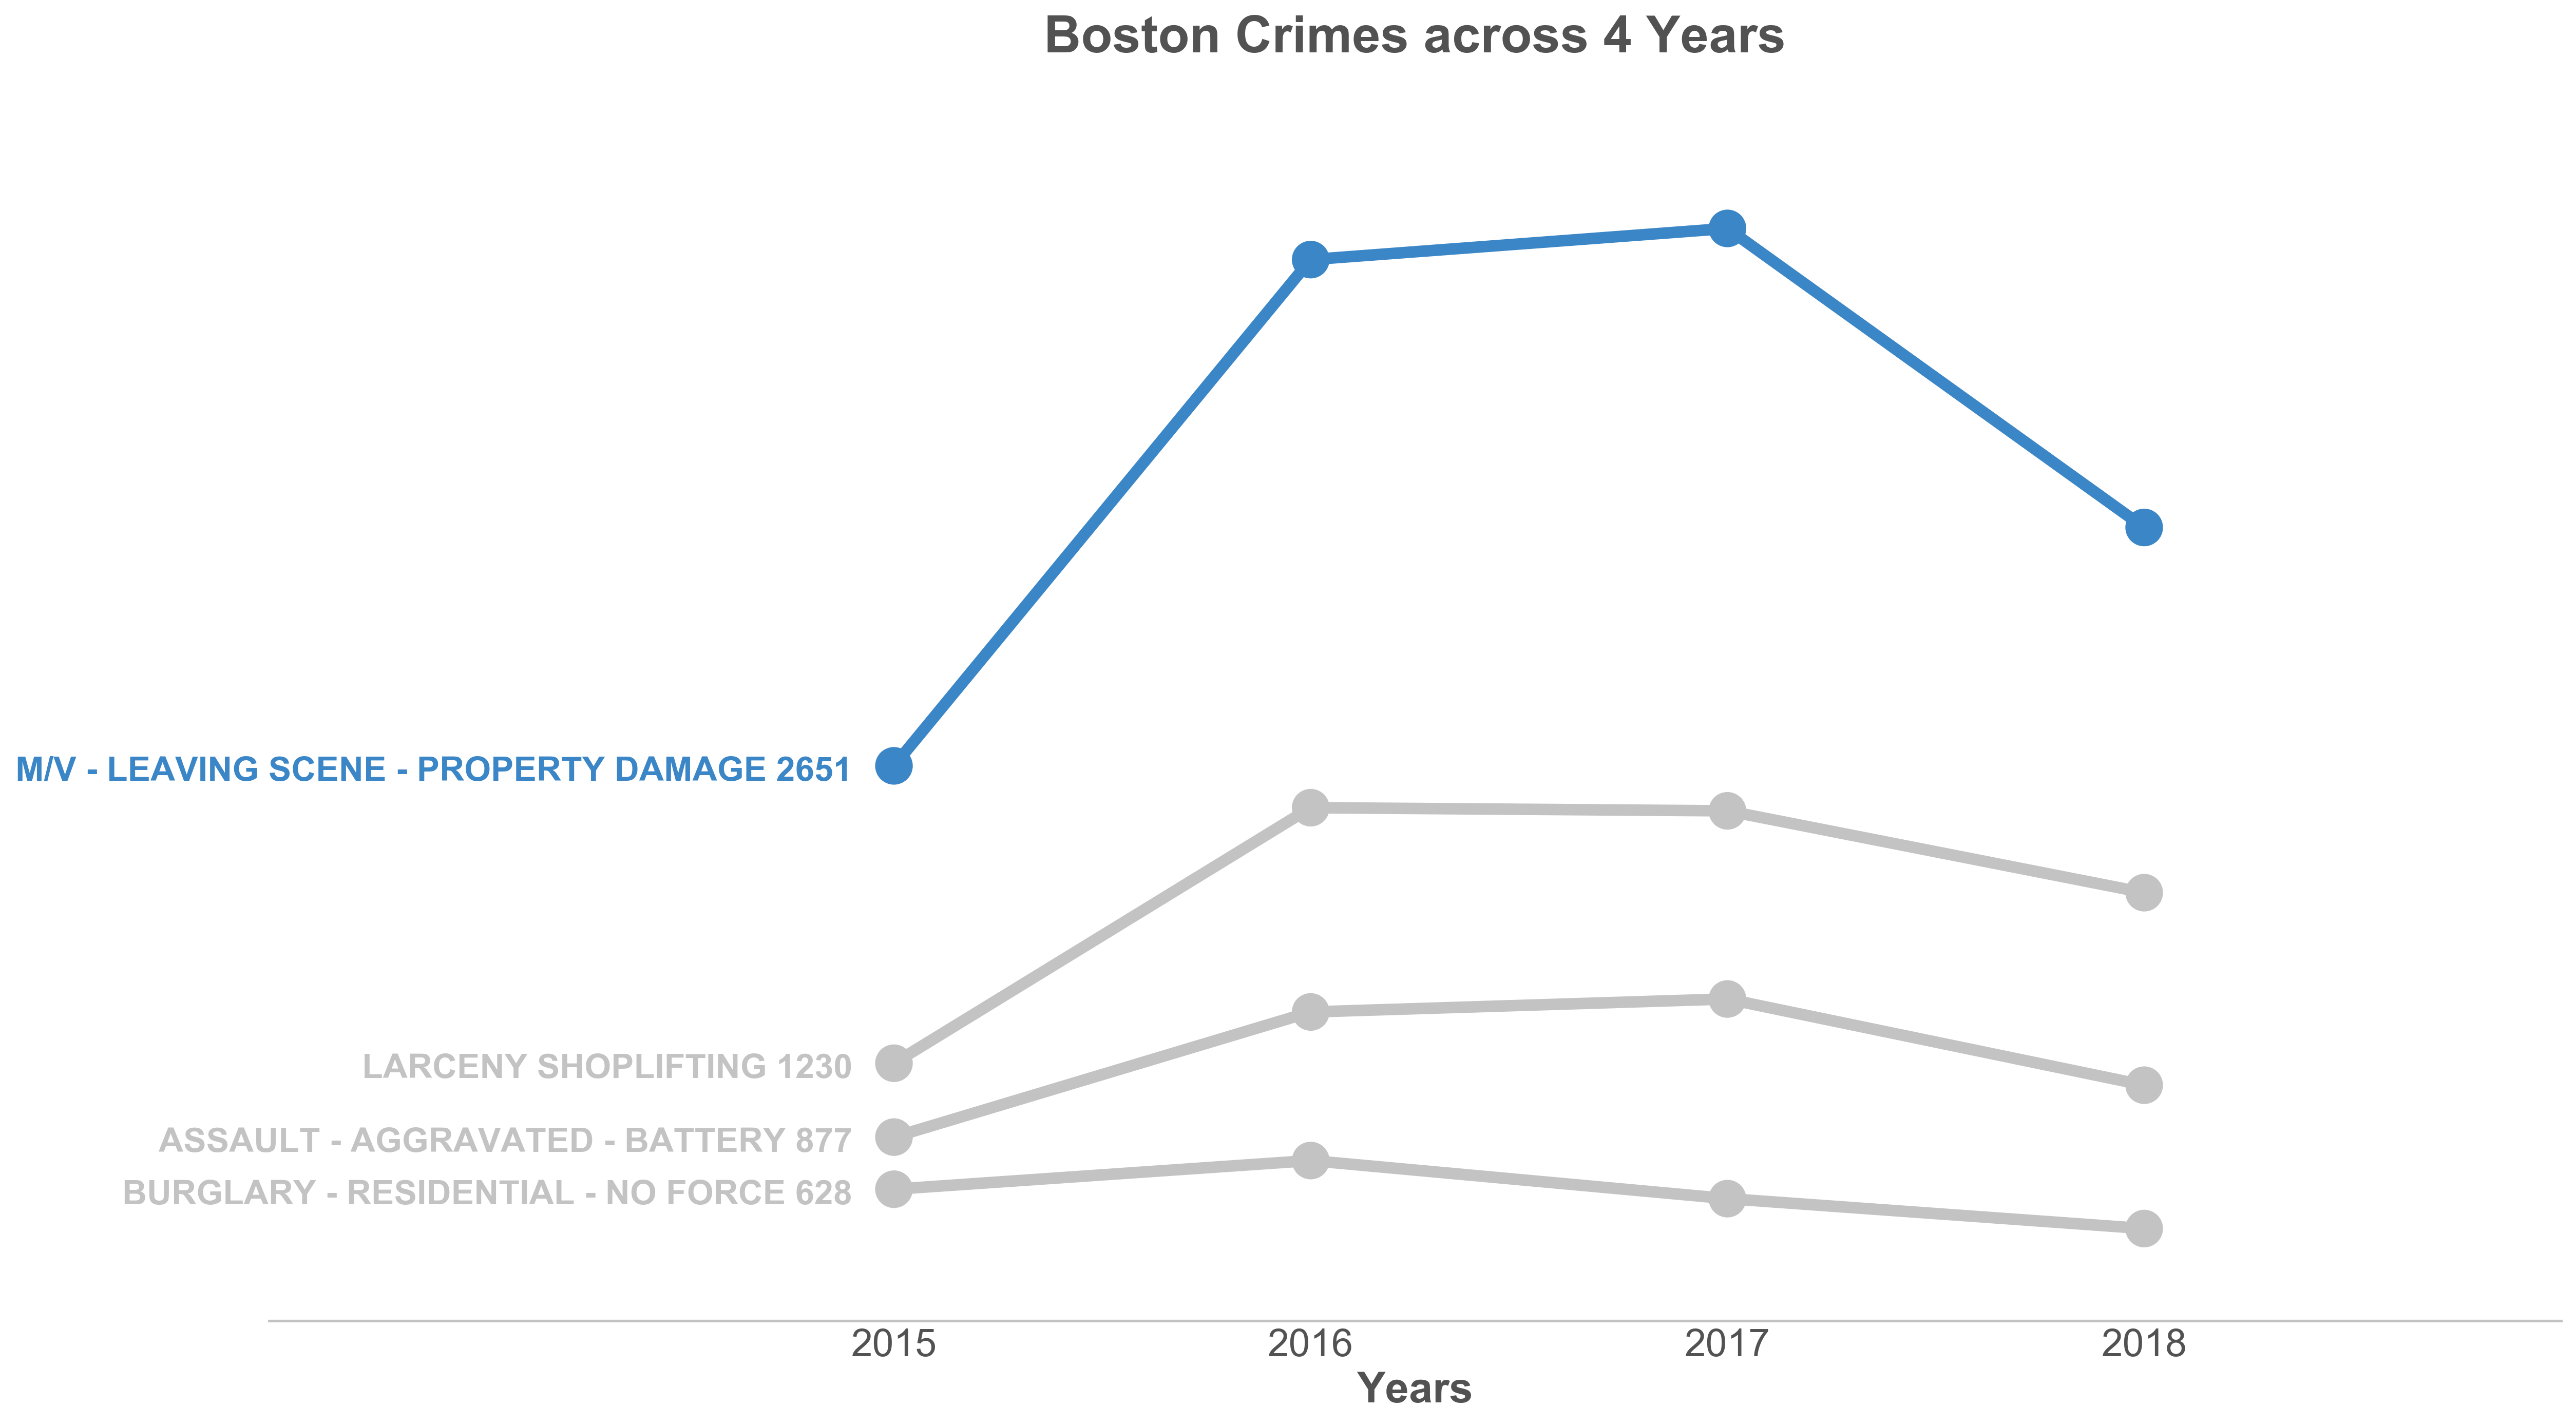 Boston Crimes across 4 Years
M/V - LEAVING SCENE - PROPERTY DAMAGE 2651
LARCENY SHOPLIFTING 1230
ASSAULT - AGGRAVATED - BATTERY 877
BURGLARY - RESIDENTIAL - NO FORCE 628
2015 2016 2017 2018
Years